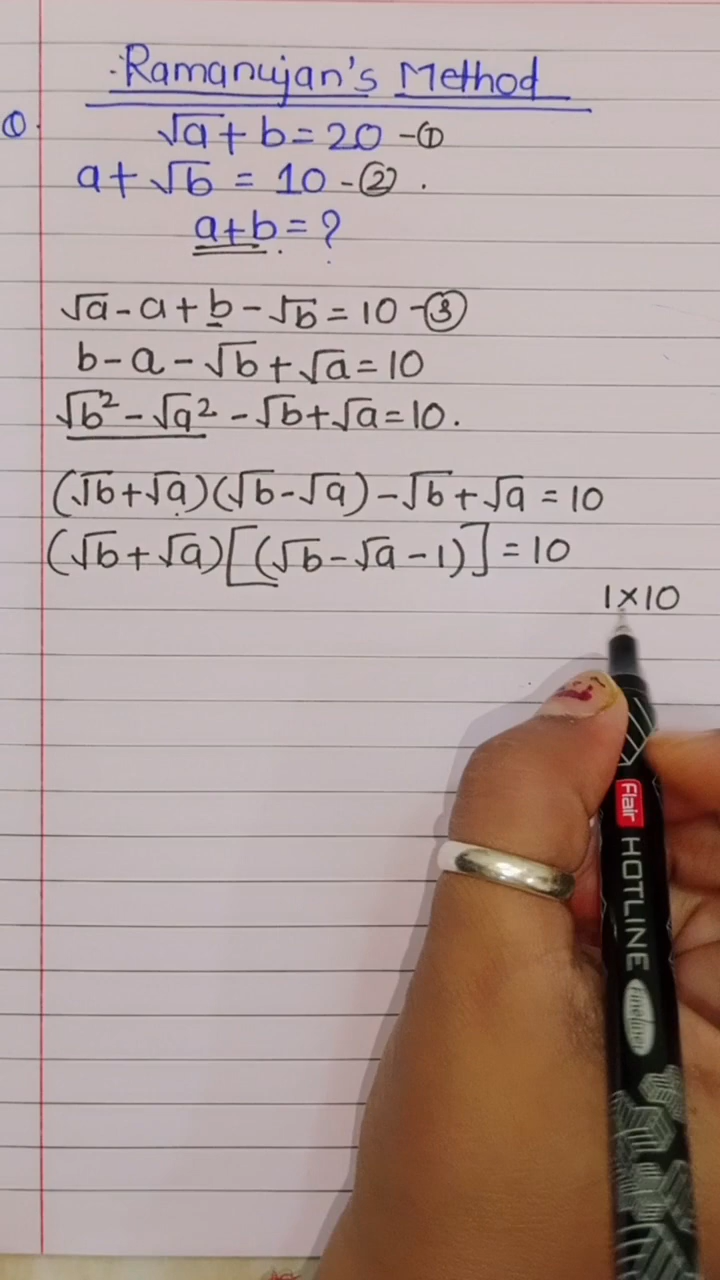 Ramanujan's Method
①. √a + b = 20 -①
a + √b = 10 -②.
a+b = ?
√a - a + b - √b = 10 -③
b - a - √b + √a = 10
√b² - √a² - √b + √a = 10.
(√b+√a)(√b-√a) - √b + √a = 10
(√b+√a)[(√b-√a-1)] = 10
1×10
Flair HOTLINE Fineliner